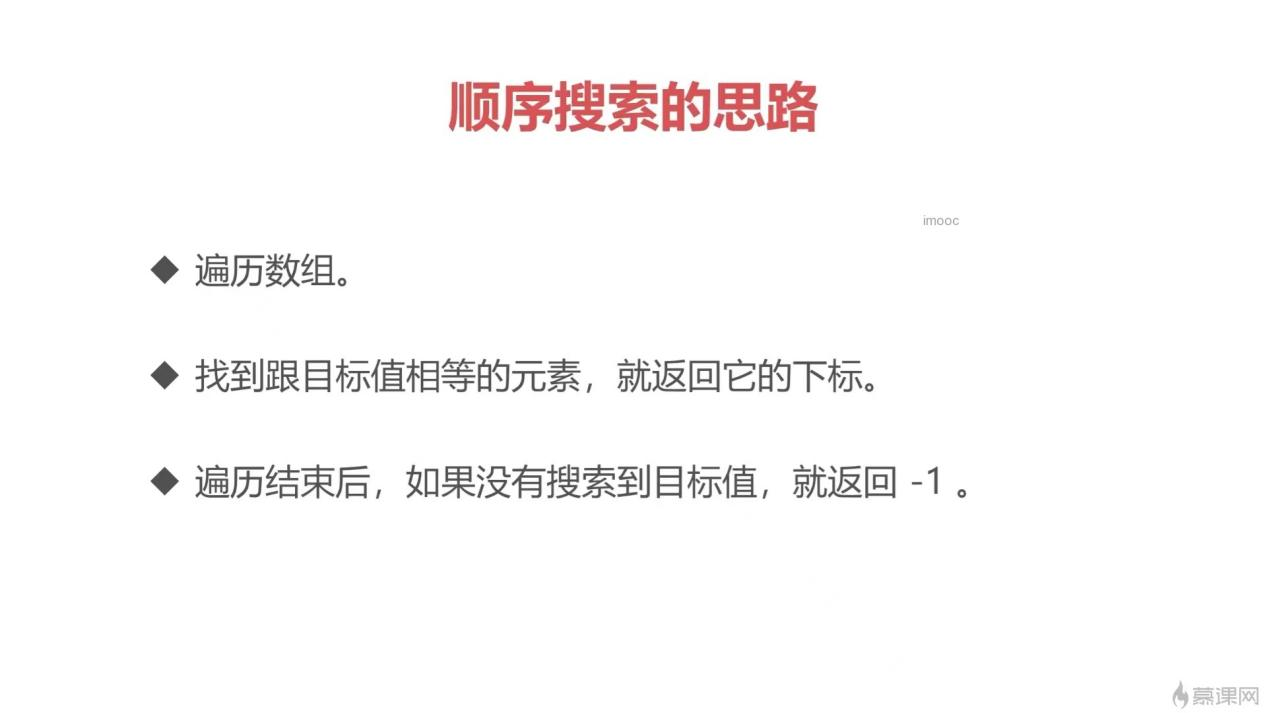 顺序搜索的思路
imooc
◆ 遍历数组。
◆ 找到跟目标值相等的元素，就返回它的下标。
◆ 遍历结束后，如果没有搜索到目标值，就返回 -1 。
慕课网